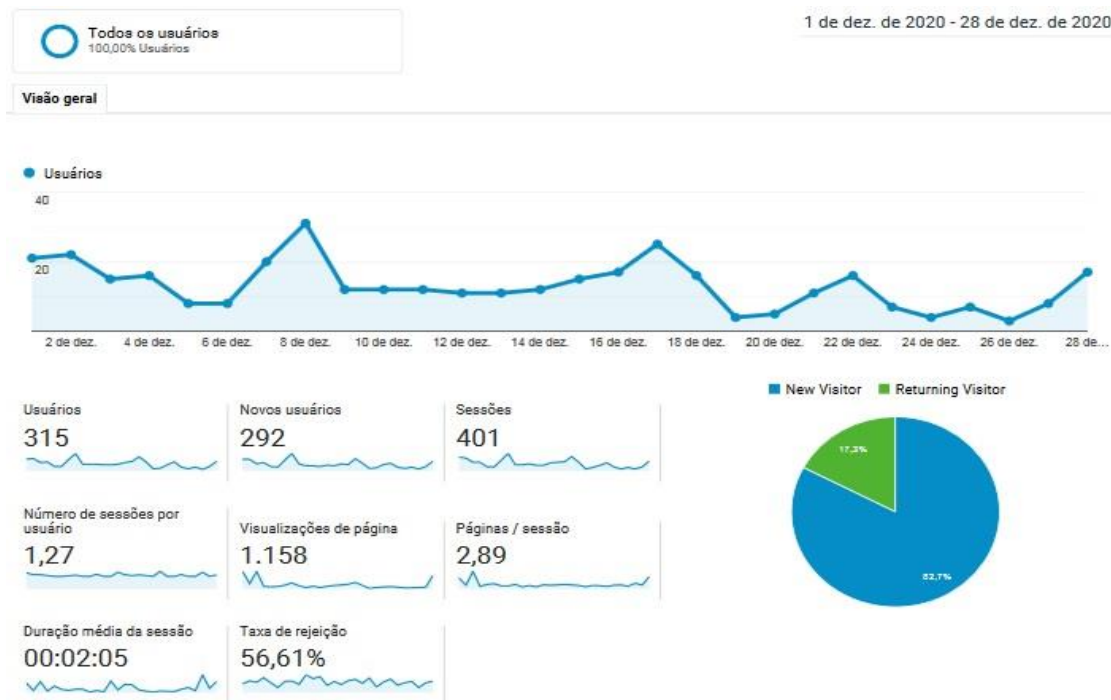 Todos os usuários
100,00% Usuários
1 de dez. de 2020 - 28 de dez. de 2020
Visão geral
Usuários
40
20
2 de dez.
4 de dez.
6 de dez.
8 de dez.
10 de dez.
12 de dez.
14 de dez.
16 de dez.
18 de dez.
20 de dez.
22 de dez.
24 de dez.
26 de dez.
28 de...
New Visitor
Returning Visitor
Usuários
315
Novos usuários
292
Sessões
401
Número de sessões por
usuário
1,27
Visualizações de página
1.158
Páginas / sessão
2,89
Duração média da sessão
00:02:05
Taxa de rejeição
56,61%
17,3%
82,7%